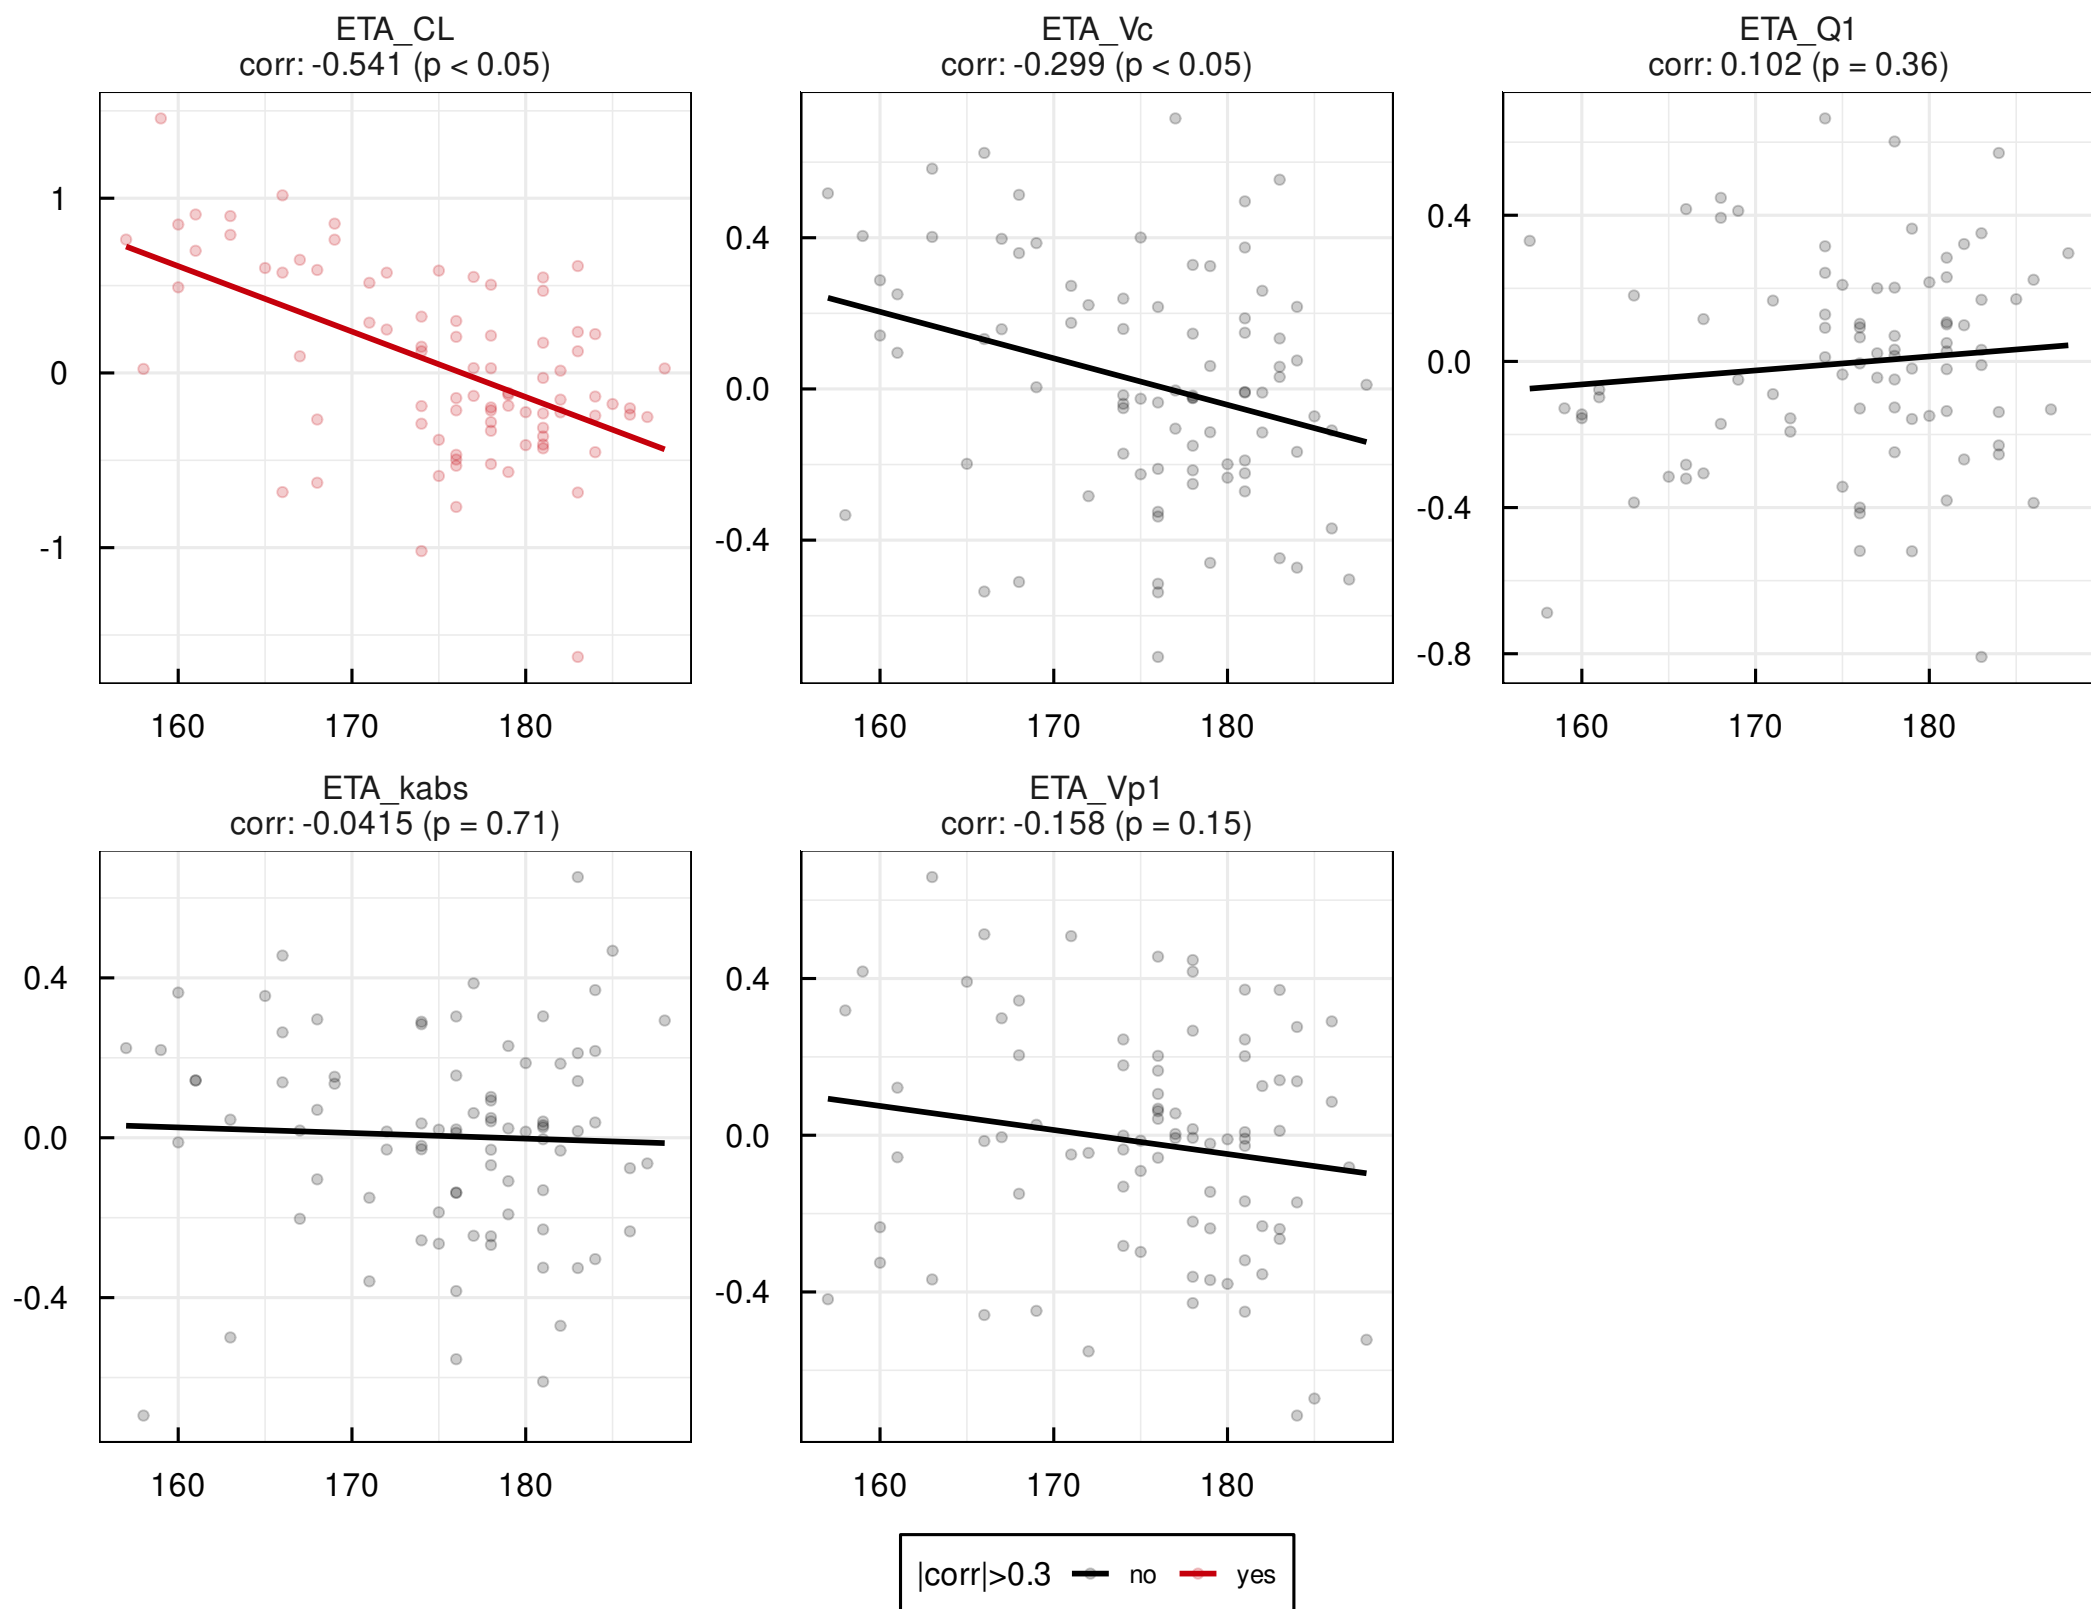 ETA_CL
corr: -0.541 (p < 0.05)
ETA_Vc
corr: -0.299 (p < 0.05)
ETA_Q1
corr: 0.102 (p = 0.36)
1
0
-1
160 170 180
0.4
0.0
-0.4
160 170 180
0.4
0.0
-0.4
-0.8
160 170 180
ETA_kabs
corr: -0.0415 (p = 0.71)
ETA_Vp1
corr: -0.158 (p = 0.15)
0.4
0.0
-0.4
160 170 180
0.4
0.0
-0.4
160 170 180
|corr|>0.3 no yes